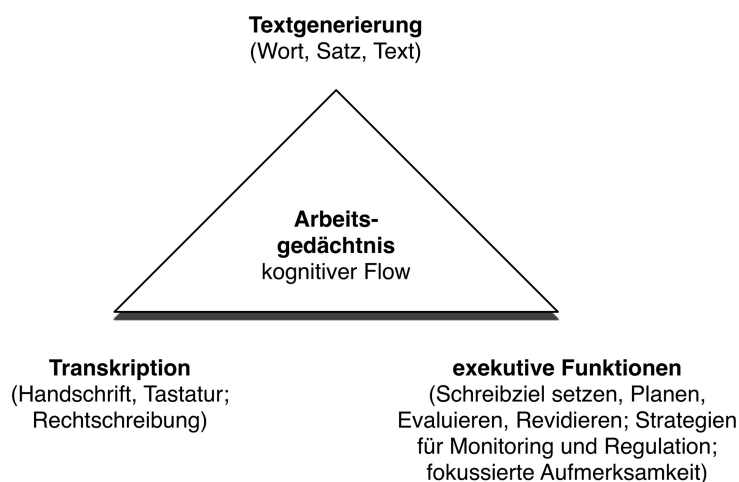 Textgenerierung
(Wort, Satz, Text)
Arbeits-
gedächtnis
kognitiver Flow
Transkription
(Handschrift, Tastatur;
Rechtschreibung)
exekutive Funktionen
(Schreibziel setzen, Planen,
Evaluieren, Revidieren; Strategien
für Monitoring und Regulation;
fokussierte Aufmerksamkeit)